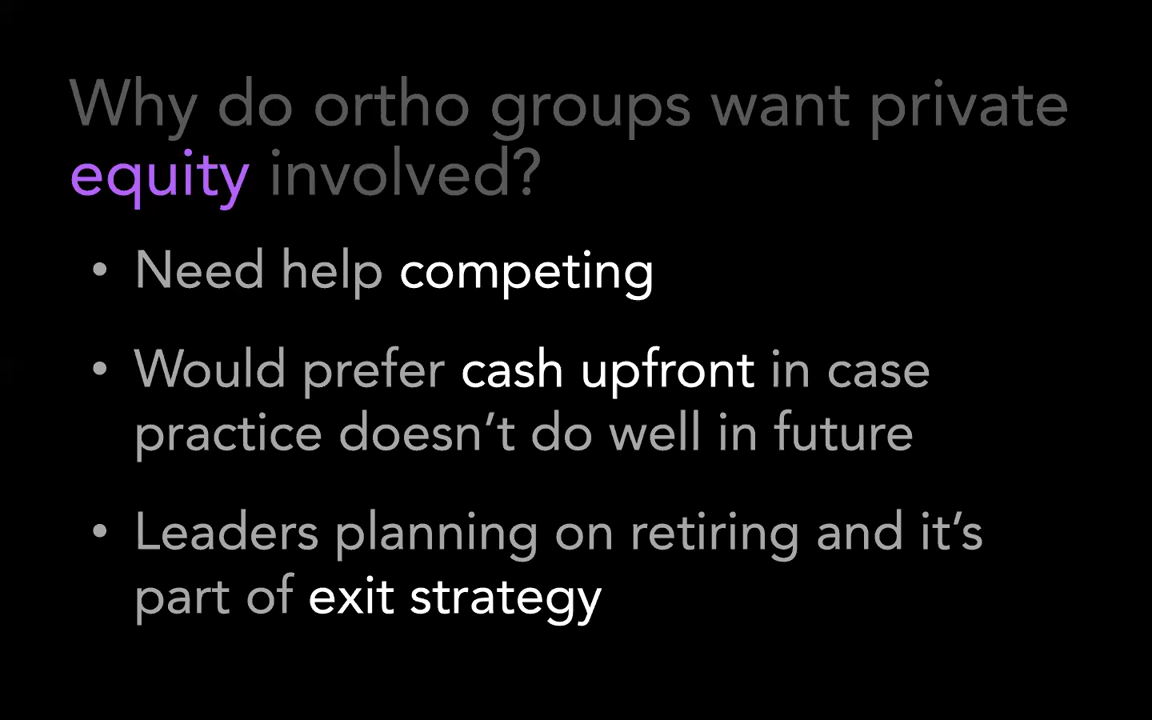 Why do ortho groups want private
equity involved?
• Need help competing
• Would prefer cash upfront in case
practice doesn’t do well in future
• Leaders planning on retiring and it’s
part of exit strategy